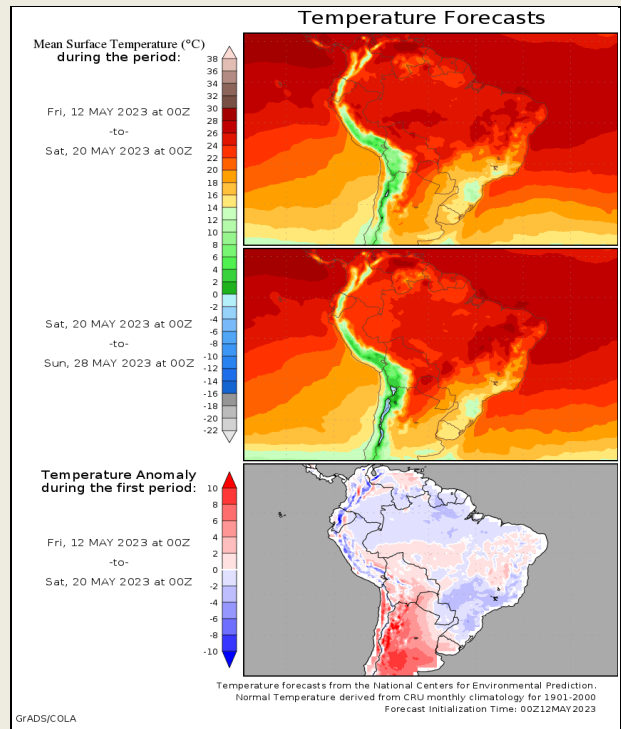 Temperature Forecasts
Mean Surface Temperature (°C)
during the period:
Fri, 12 MAY 2023 at 00Z
-to-
Sat, 20 MAY 2023 at 00Z
38
36
34
32
30
28
26
24
22
20
18
16
14
12
10
8
6
4
2
0
-2
-4
-6
-8
-10
-12
-14
-16
-18
-20
-22
Sat, 20 MAY 2023 at 00Z
-to-
Sun, 28 MAY 2023 at 00Z
Temperature Anomaly
during the first period:
Fri, 12 MAY 2023 at 00Z
-to-
Sat, 20 MAY 2023 at 00Z
10
8
6
4
2
0
-2
-4
-6
-8
-10
Temperature forecasts from the National Centers for Environmental Prediction.
Normal Temperature derived from CRU monthly climatology for 1901-2000
Forecast Initialization Time: 00Z12MAY2023
GrADS/COLA